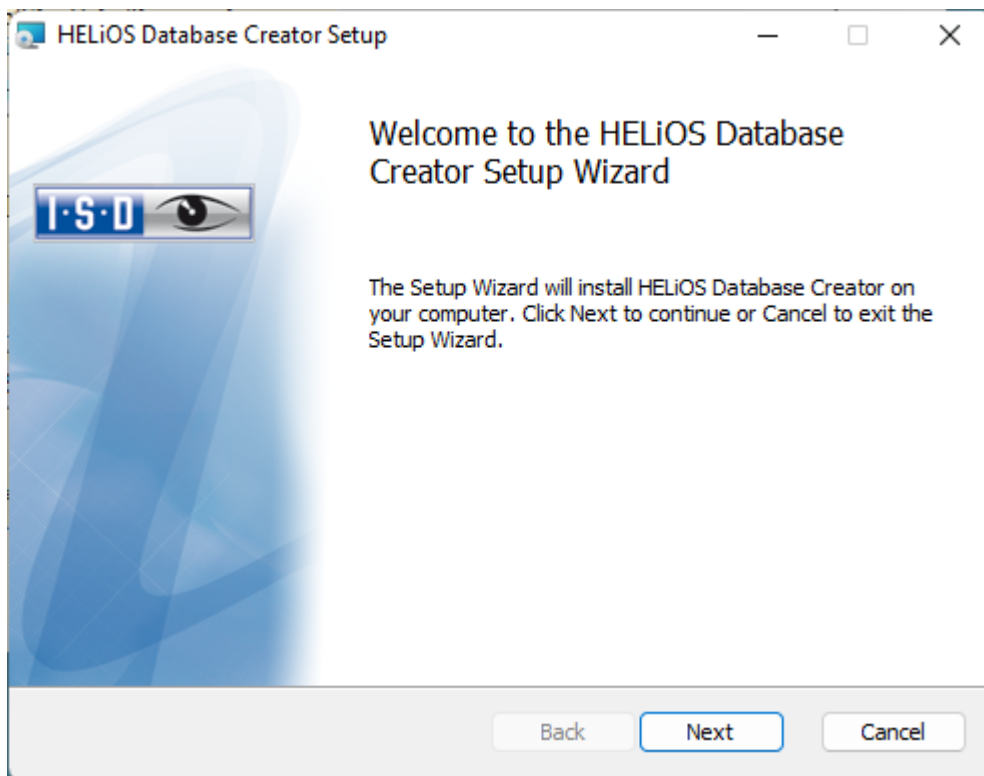 HELiOS Database Creator Setup
Welcome to the HELiOS Database
Creator Setup Wizard
I·S·D
The Setup Wizard will install HELiOS Database Creator on
your computer. Click Next to continue or Cancel to exit the
Setup Wizard.
Back
Next
Cancel